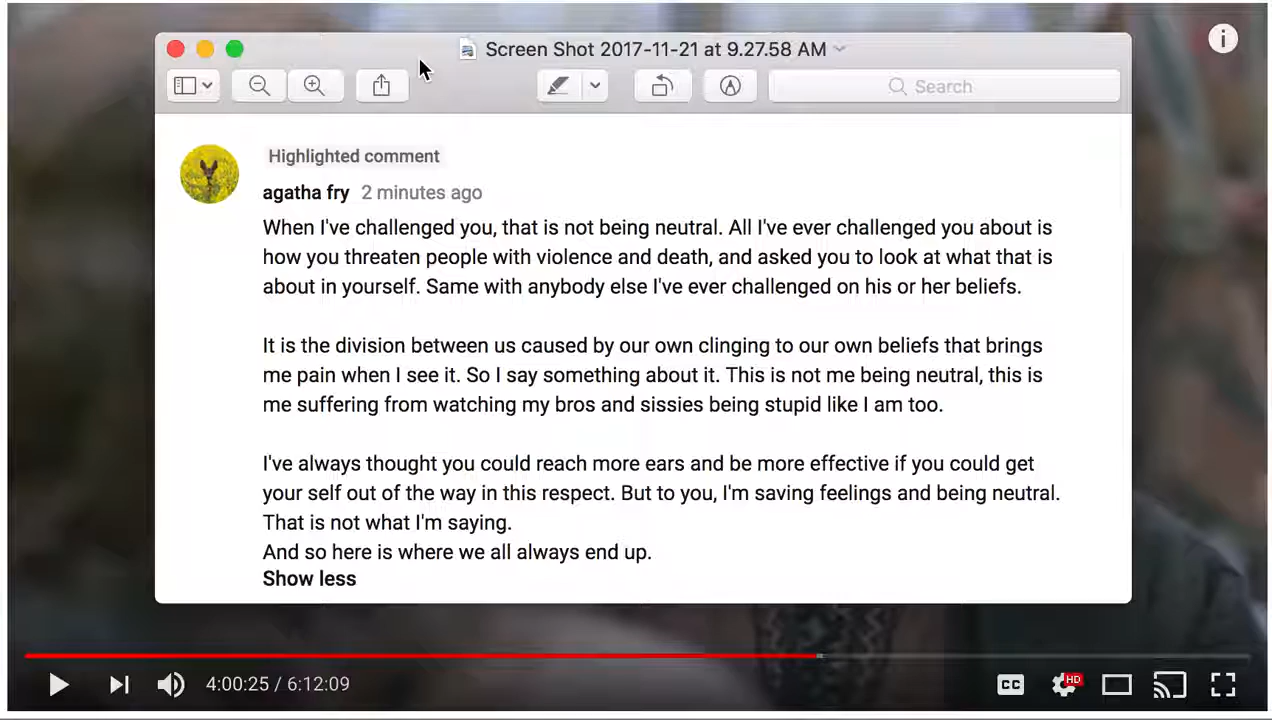 Screen Shot 2017-11-21 at 9.27.58 AM
Search
Highlighted comment
agatha fry 2 minutes ago
When I've challenged you, that is not being neutral. All I've ever challenged you about is
how you threaten people with violence and death, and asked you to look at what that is
about in yourself. Same with anybody else I've ever challenged on his or her beliefs.
It is the division between us caused by our own clinging to our own beliefs that brings
me pain when I see it. So I say something about it. This is not me being neutral, this is
me suffering from watching my bros and sissies being stupid like I am too.
I've always thought you could reach more ears and be more effective if you could get
your self out of the way in this respect. But to you, I'm saving feelings and being neutral.
That is not what I'm saying.
And so here is where we all always end up.
Show less
4:00:25 / 6:12:09
CC
HD